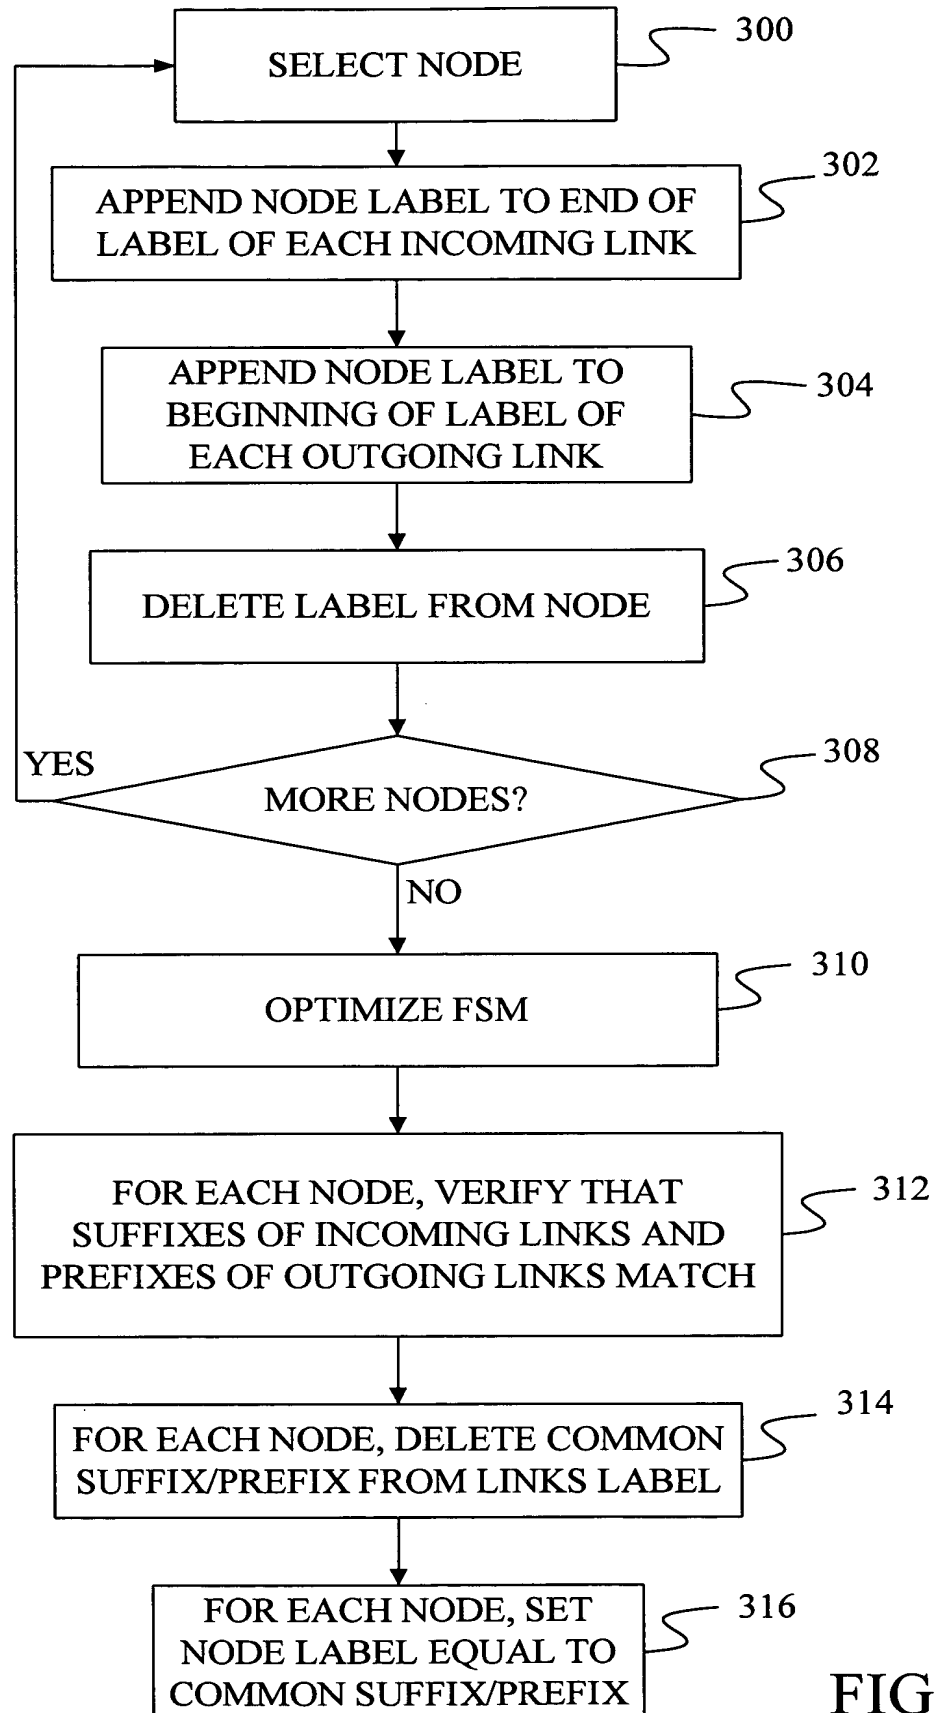 300
SELECT NODE
302
APPEND NODE LABEL TO END OF
LABEL OF EACH INCOMING LINK
304
APPEND NODE LABEL TO
BEGINNING OF LABEL OF
EACH OUTGOING LINK
306
DELETE LABEL FROM NODE
308
YES
MORE NODES?
NO
310
OPTIMIZE FSM
312
FOR EACH NODE, VERIFY THAT
SUFFIXES OF INCOMING LINKS AND
PREFIXES OF OUTGOING LINKS MATCH
314
FOR EACH NODE, DELETE COMMON
SUFFIX/PREFIX FROM LINKS LABEL
316
FOR EACH NODE, SET
NODE LABEL EQUAL TO
COMMON SUFFIX/PREFIX
FIG